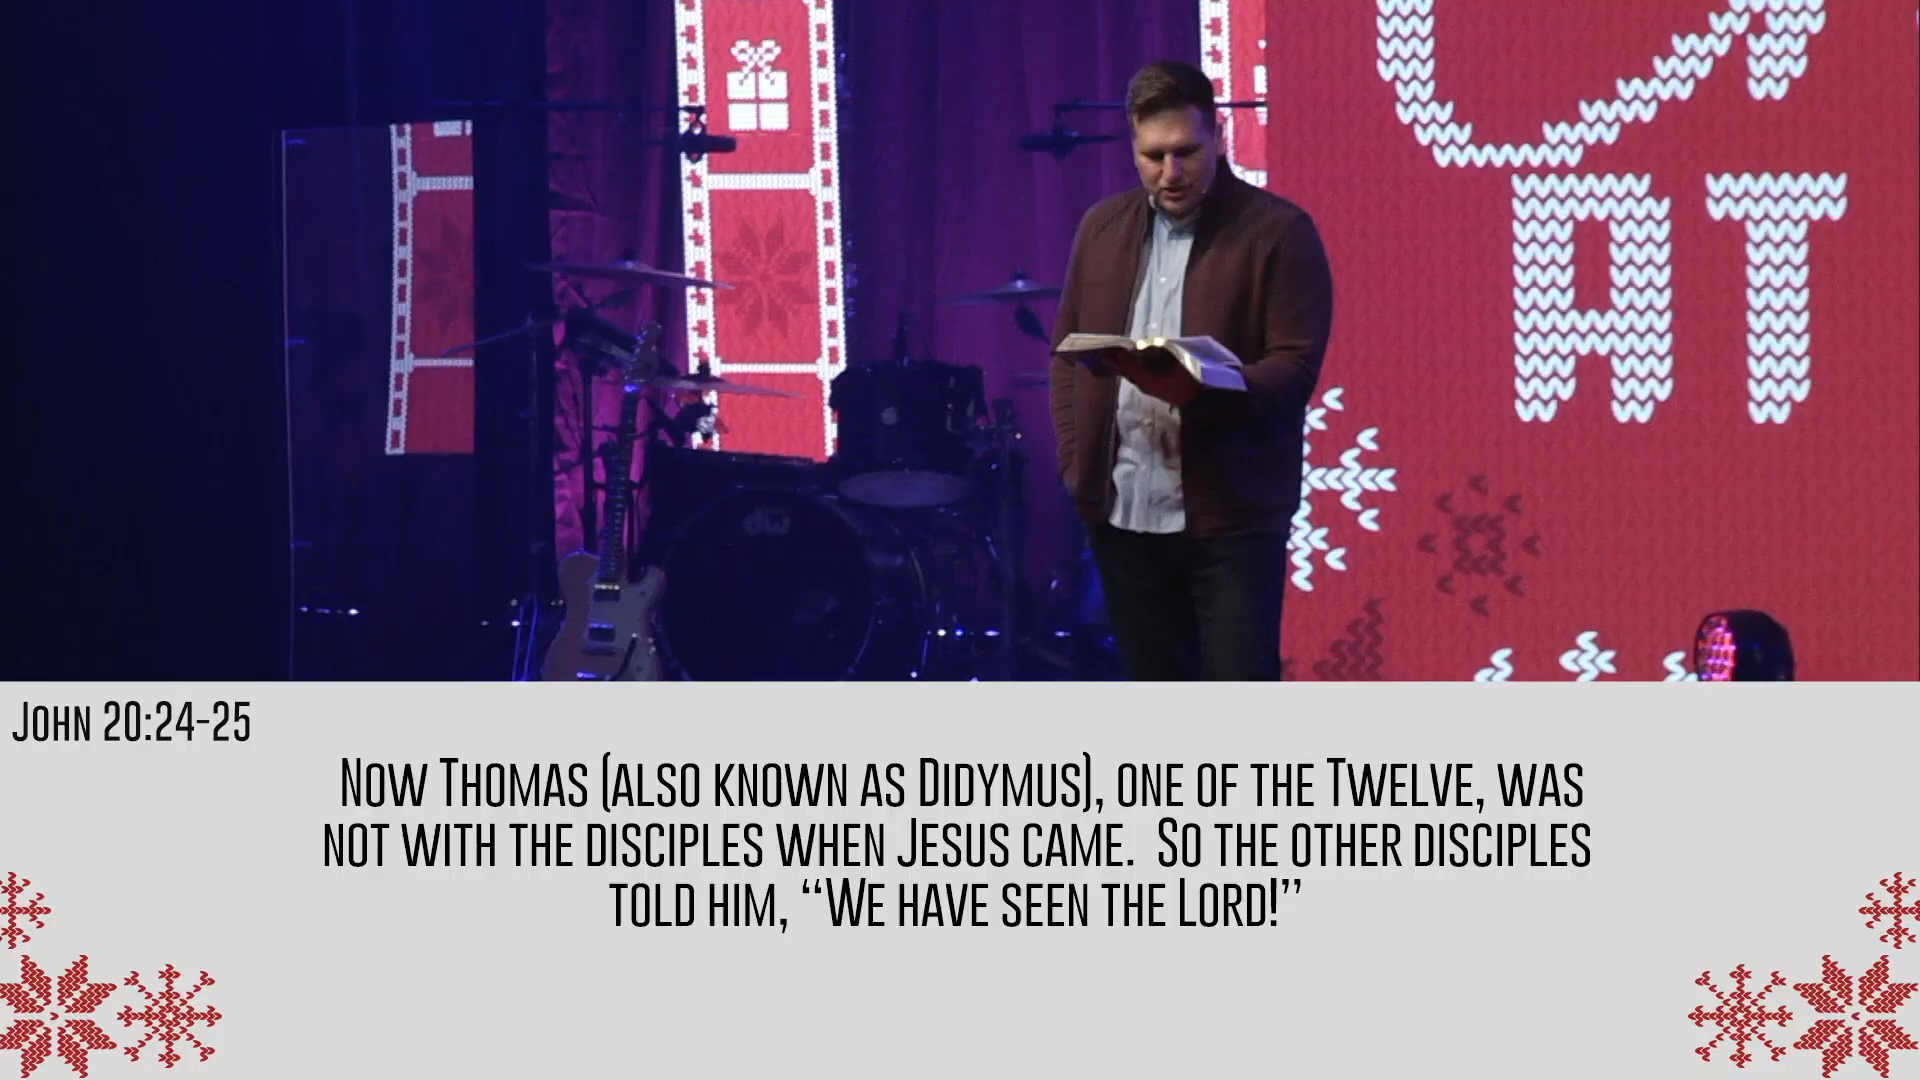 AT
dw
John 20:24-25
Now Thomas (also known as Didymus), one of the Twelve, was
not with the disciples when Jesus came.  So the other disciples
told him, “We have seen the Lord!”